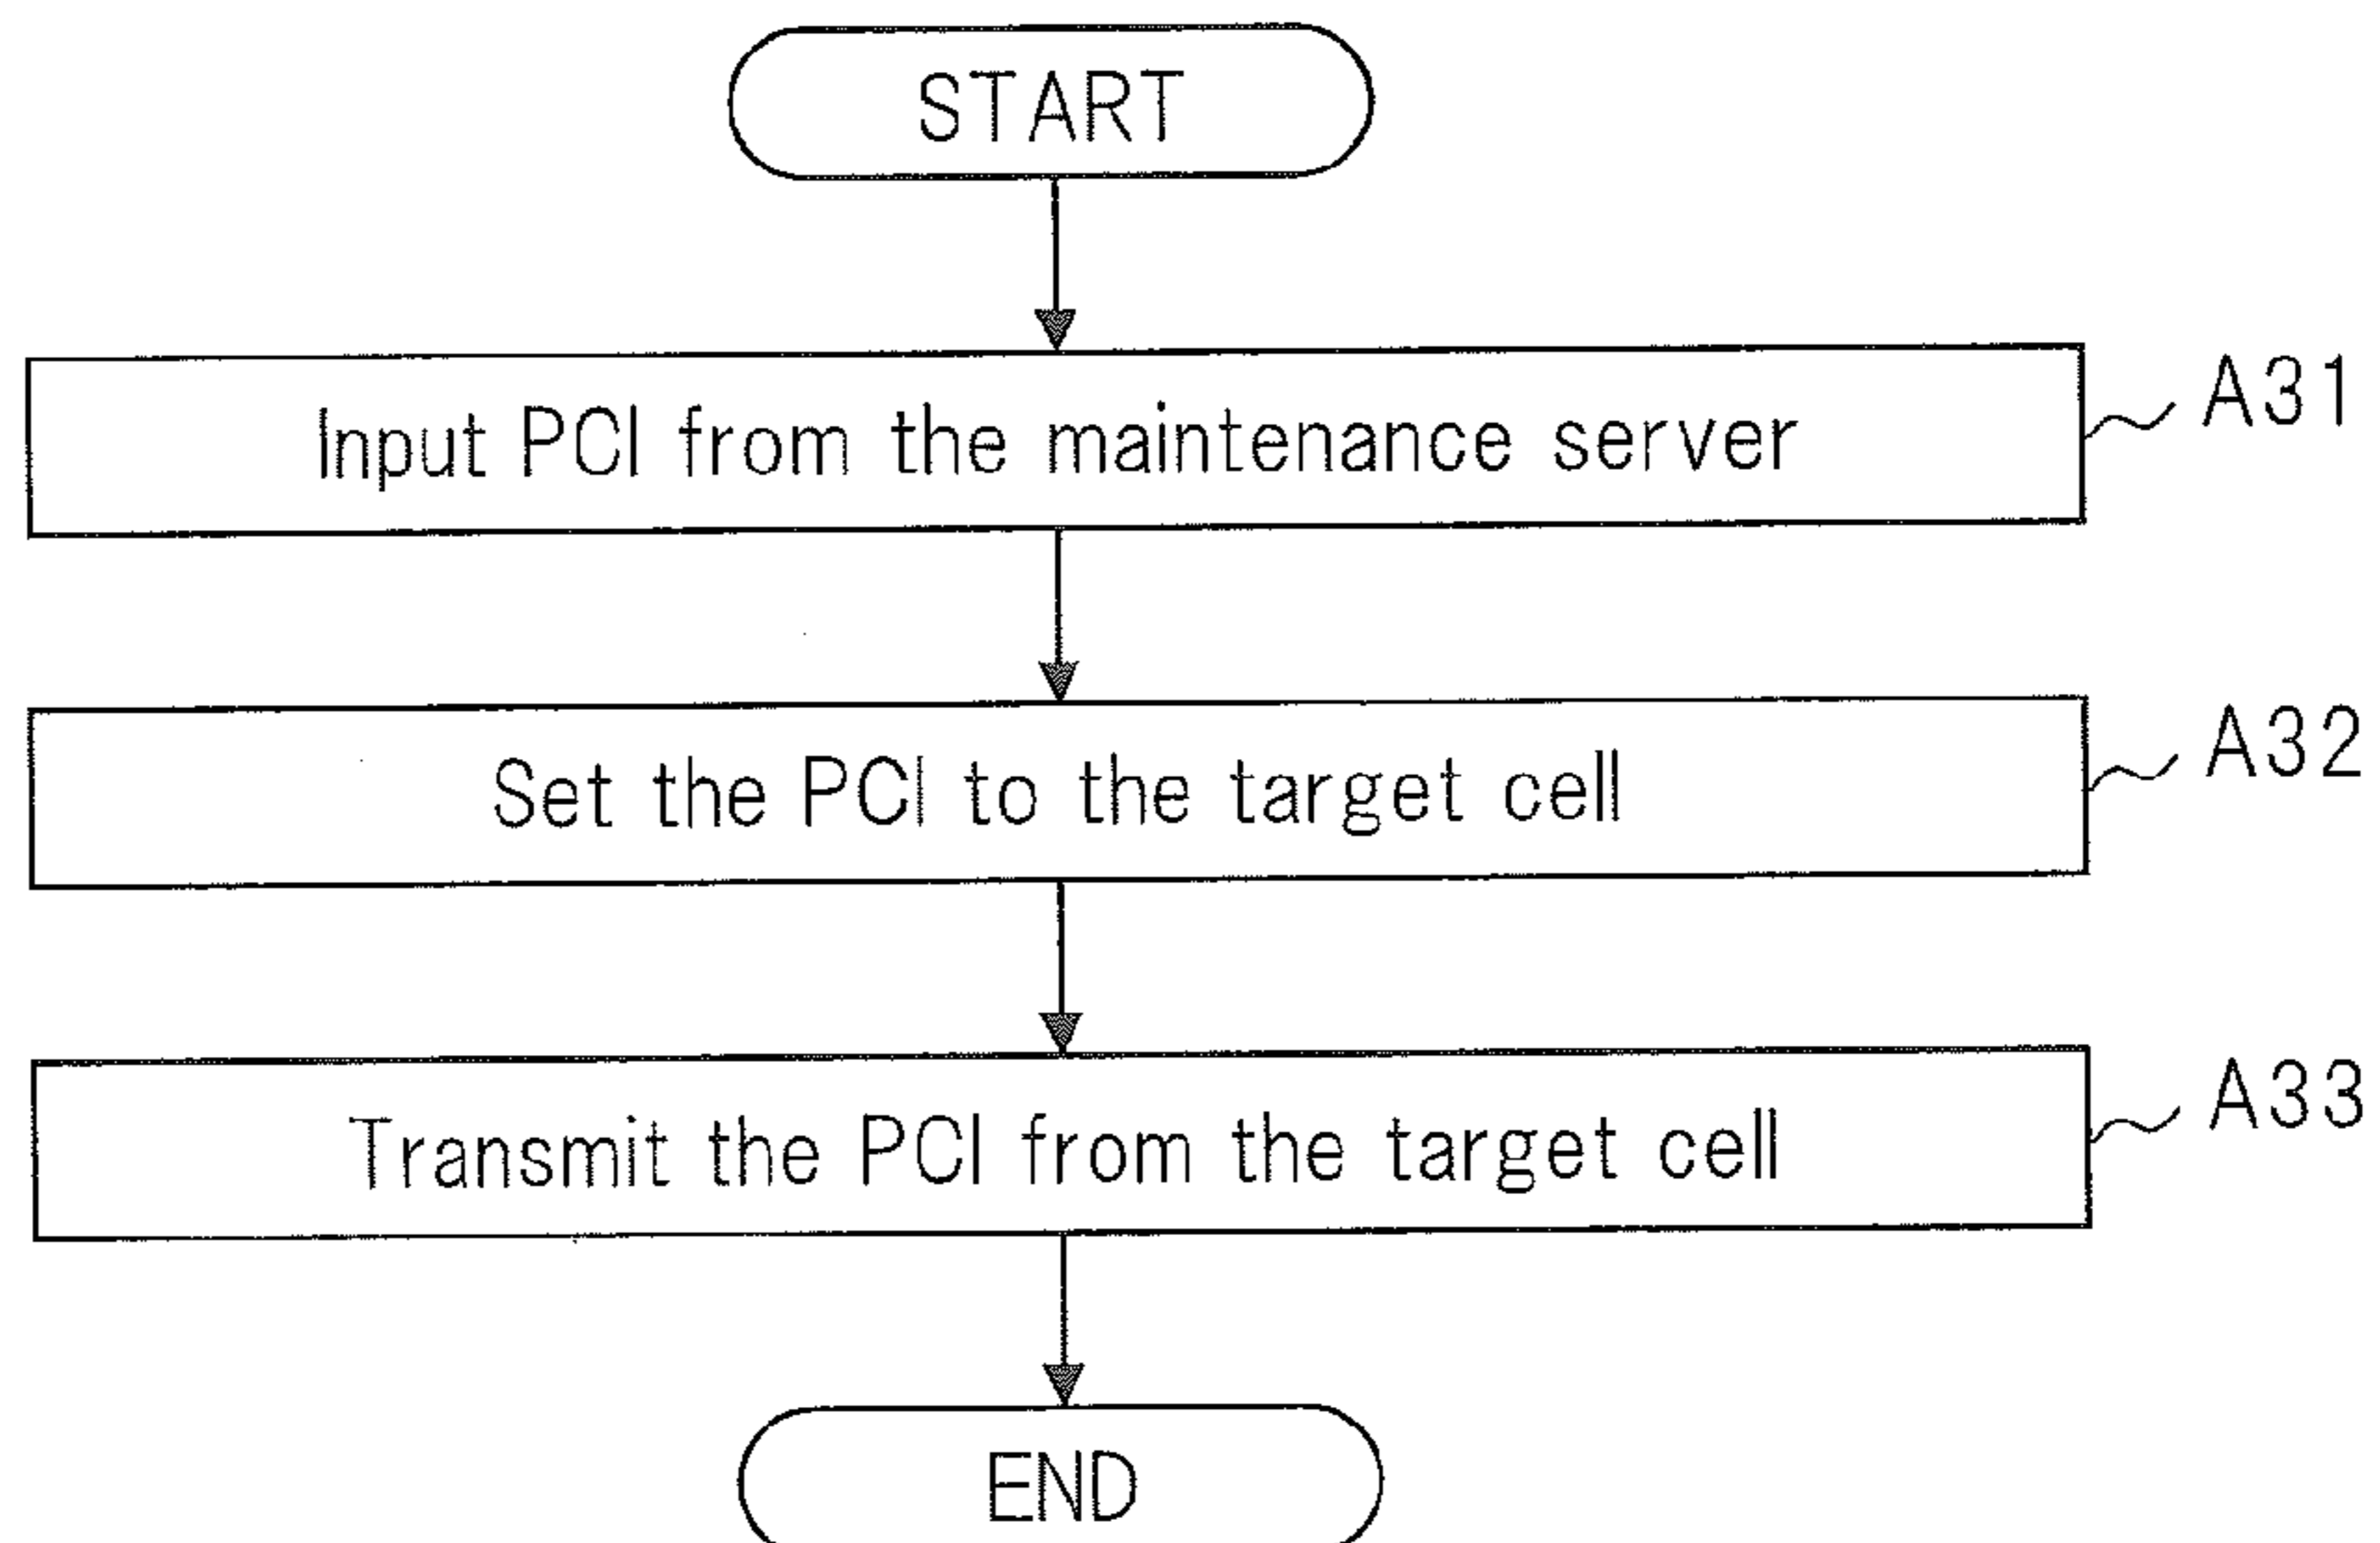 START
Input PCI from the maintenance server
A31
Set the PCI to the target cell
A32
Transmit the PCI from the target cell
A33
END